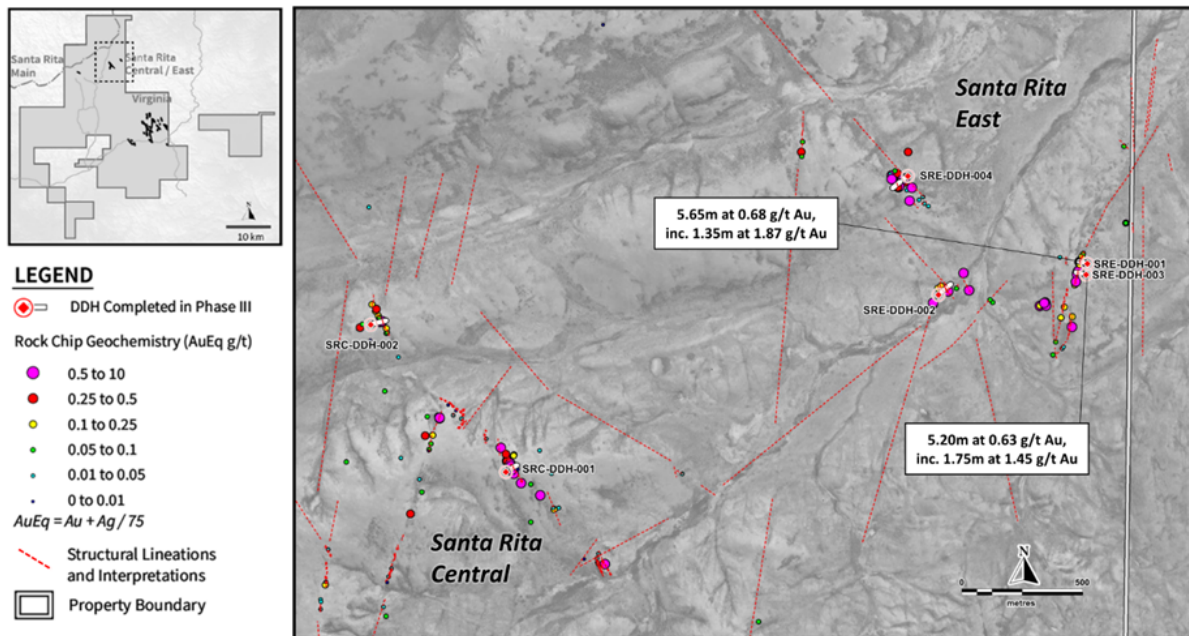 Santa Rita
Main
Santa Rita
Central / East
Virginia
N
10 km
LEGEND
DDH Completed in Phase III
Rock Chip Geochemistry (AuEq g/t)
0.5 to 10
0.25 to 0.5
0.1 to 0.25
0.05 to 0.1
0.01 to 0.05
0 to 0.01
AuEq = Au + Ag / 75
Structural Lineations
and Interpretations
Property Boundary
Santa Rita
East
SRE-DDH-004
5.65m at 0.68 g/t Au,
inc. 1.35m at 1.87 g/t Au
SRE-DDH-001
SRE-DDH-003
SRE-DDH-002
SRC-DDH-002
5.20m at 0.63 g/t Au,
inc. 1.75m at 1.45 g/t Au
SRC-DDH-001
Santa Rita
Central
N
0 500
metres